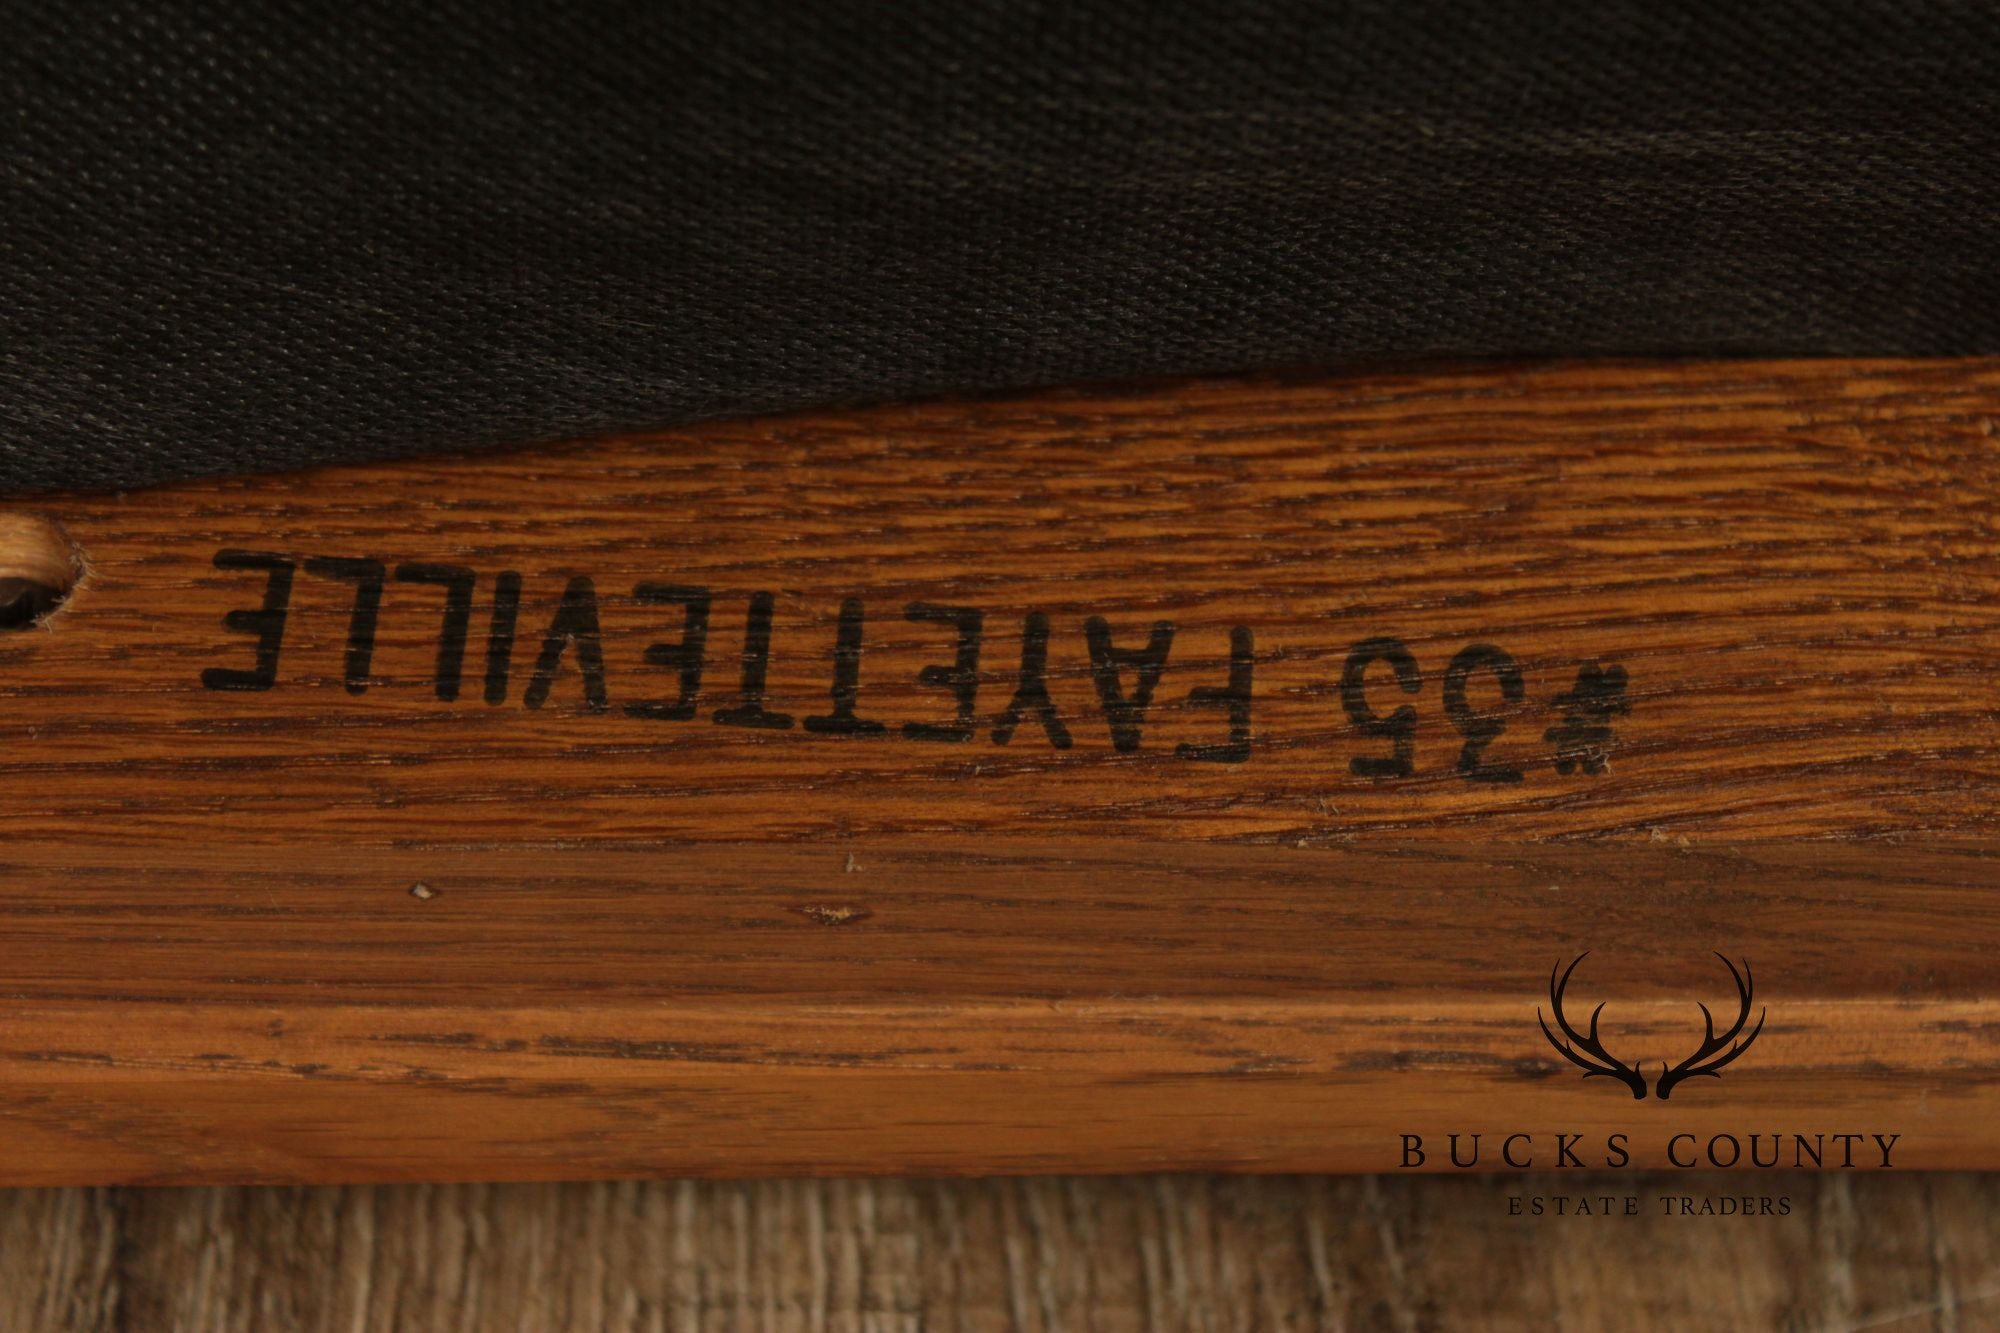 #35 FAYETTEVILLE
BUCKS COUNTY
ESTATE TRADERS